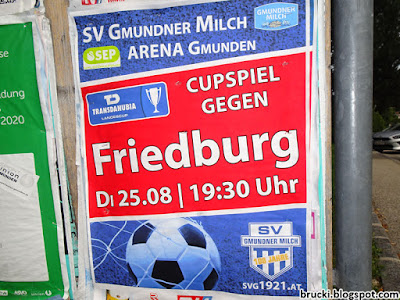 SV GMUNDNER MILCH
GMUNDNER MILCH
SEP
ARENA GMUNDEN
CUPSPIEL
GEGEN
TRANSDANUBIA
LANDESCUP
Friedburg
DI 25.08 | 19:30 Uhr
SV
GMUNDNER MILCH
SVG1921.AT
2020
brucki.blogspot.com